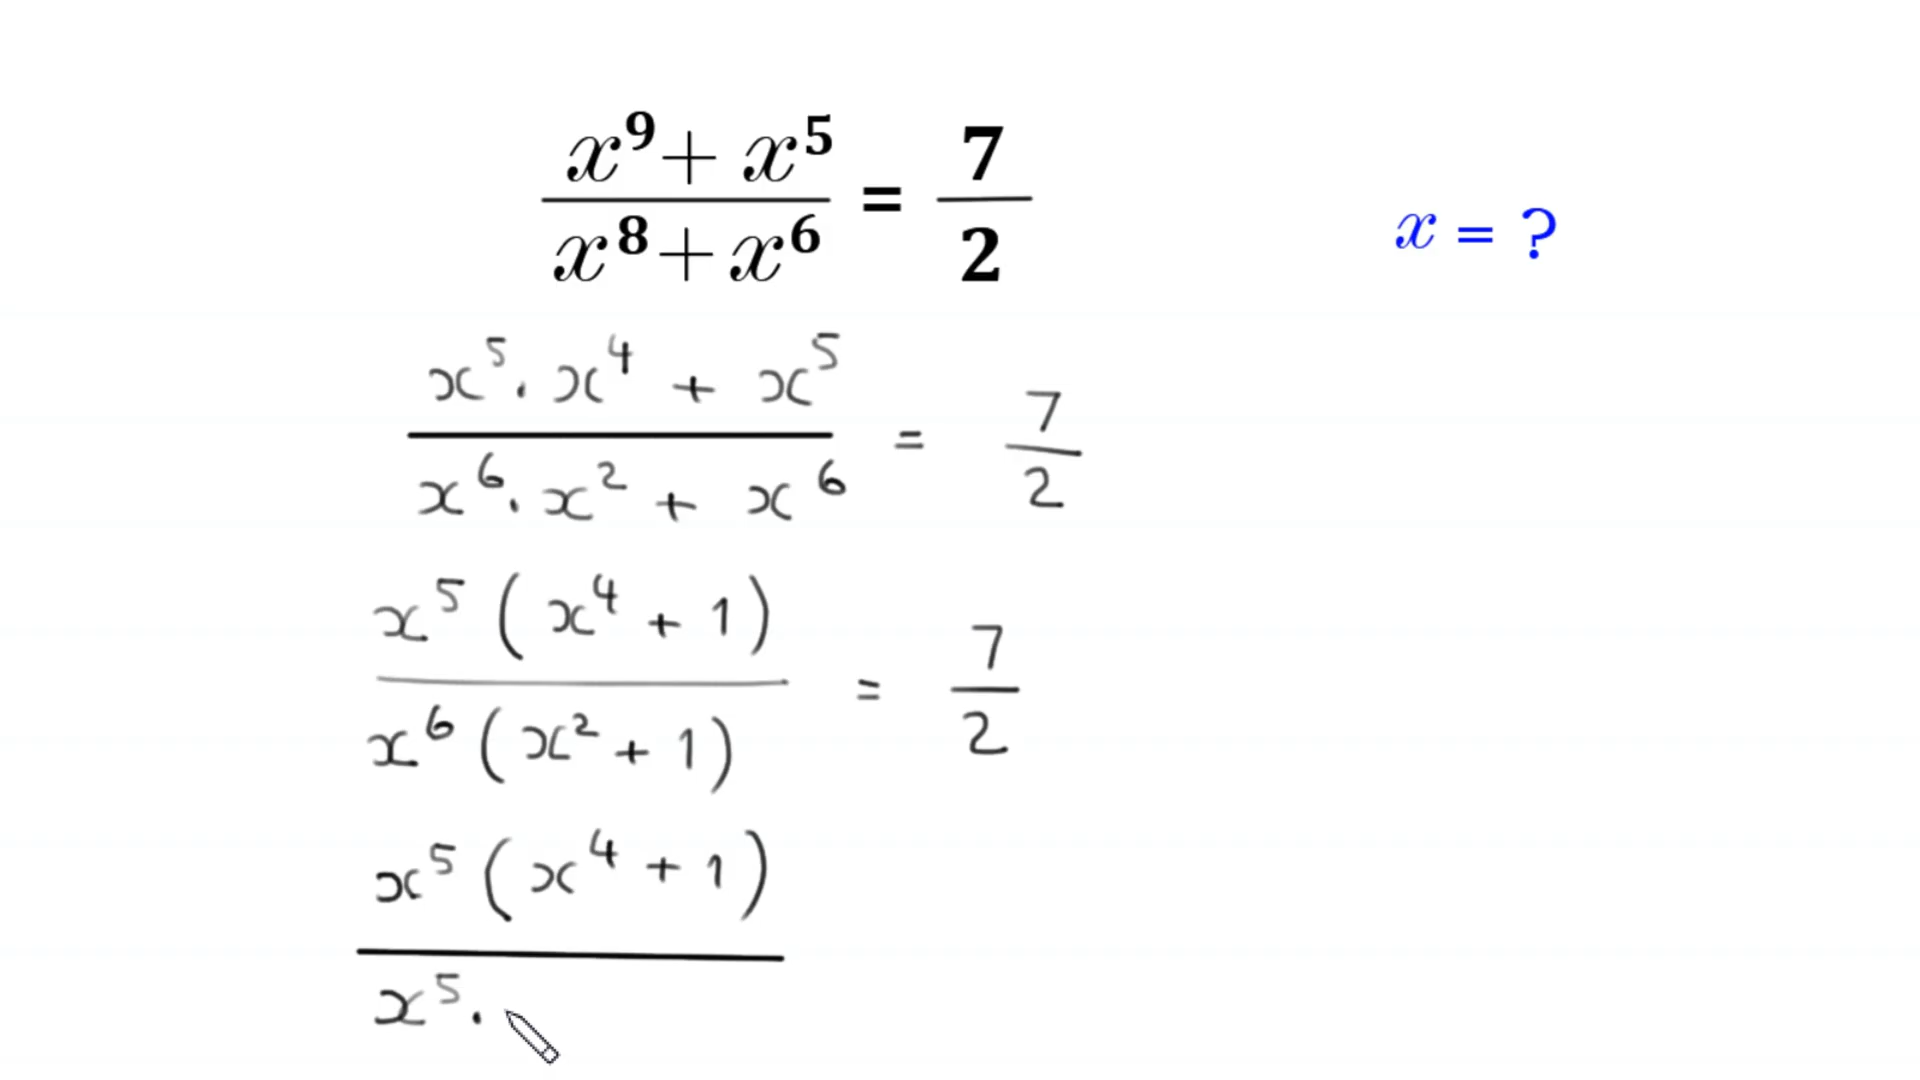 x⁹ + x⁵ / x⁸ + x⁶ = 7/2
x = ?
x⁵ . x⁴ + x⁵ / x⁶ . x² + x⁶ = 7/2
x⁵ (x⁴ + 1) / x⁶ (x² + 1) = 7/2
x⁵ (x⁴ + 1) / x⁵ .